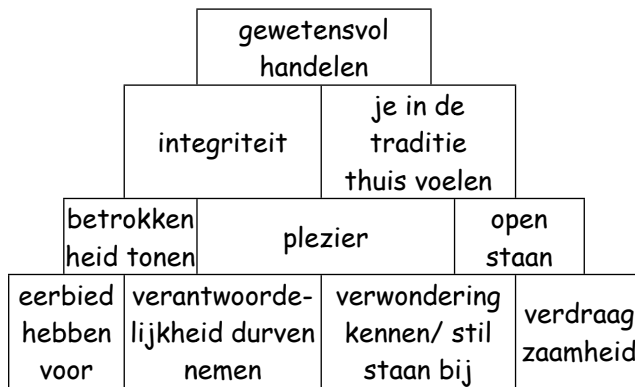 gewetensvol
handelen
integriteit
je in de
traditie
thuis voelen
betrokken
heid tonen
plezier
open
staan
eerbied
hebben
voor
verantwoorde-
lijkheid durven
nemen
verwondering
kennen/ stil
staan bij
verdraag
zaamheid